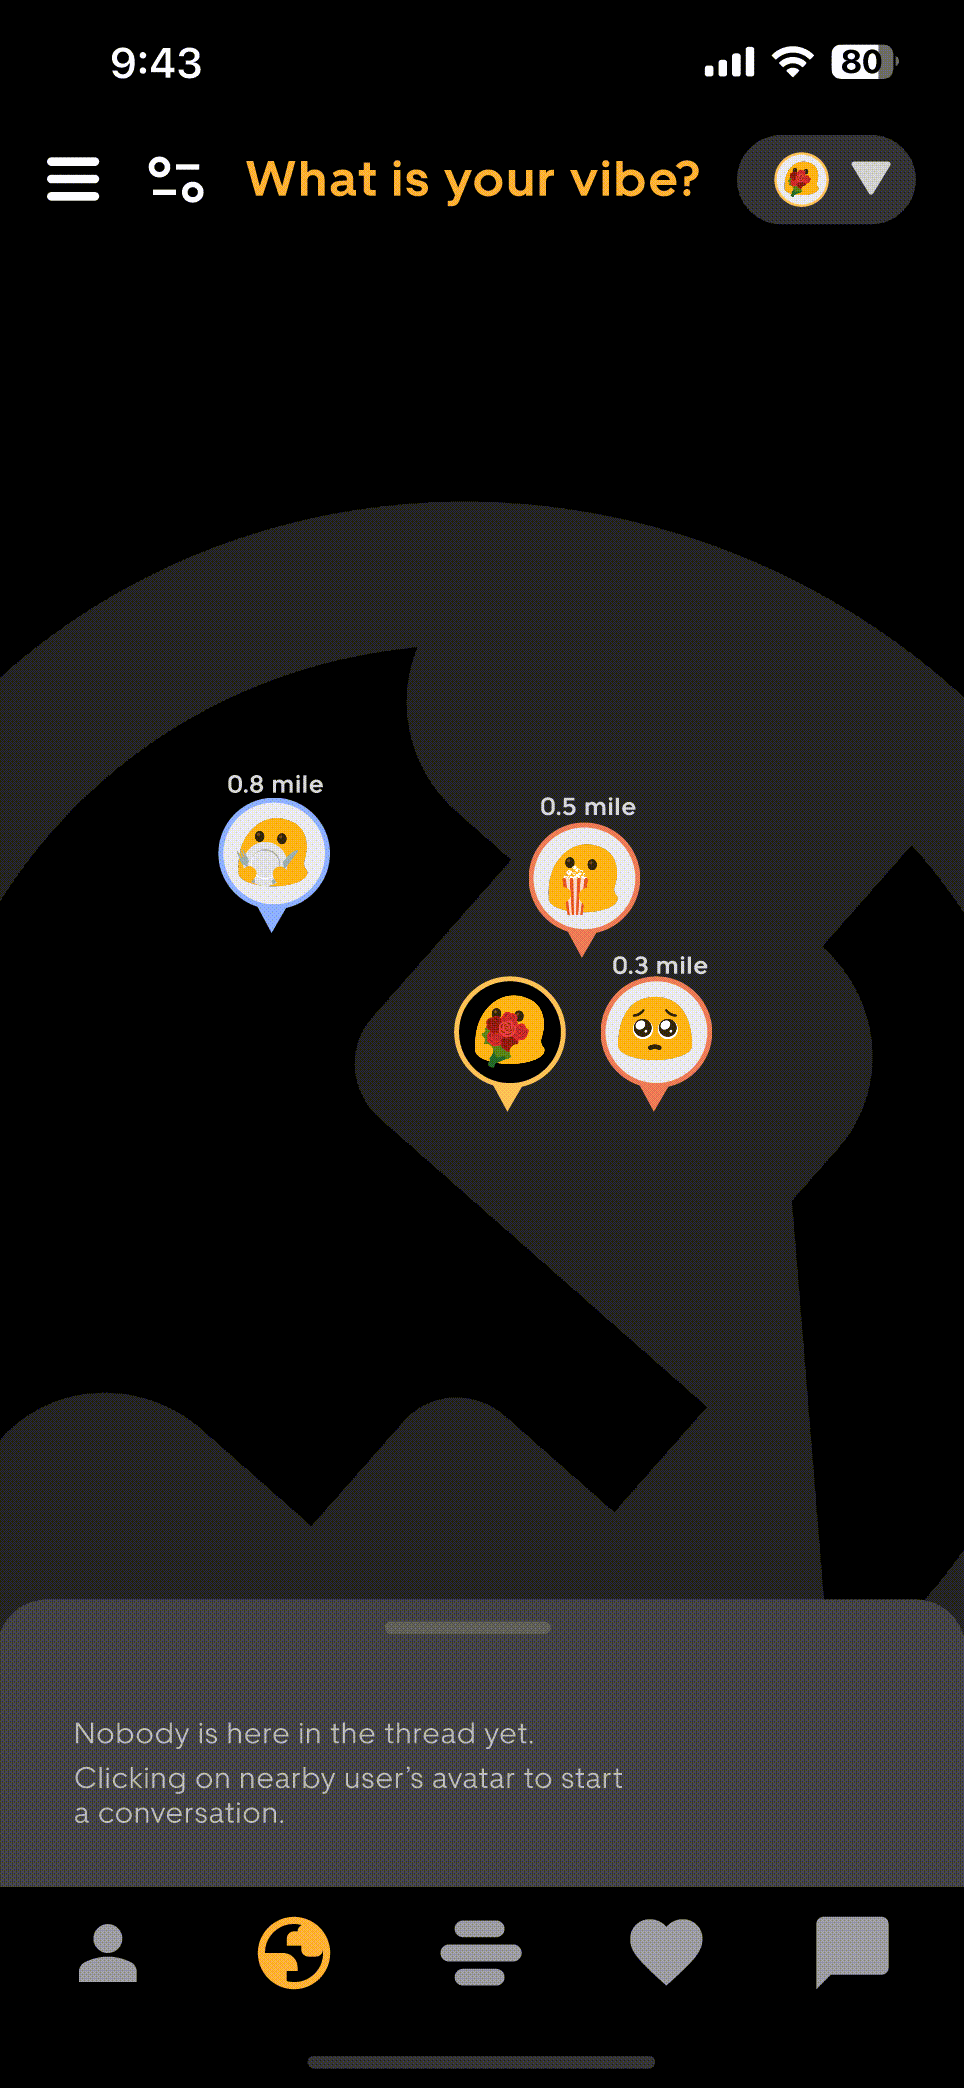 9:43
80
What is your vibe?
0.8 mile
0.5 mile
0.3 mile
Nobody is here in the thread yet.
Clicking on nearby user’s avatar to start
a conversation.